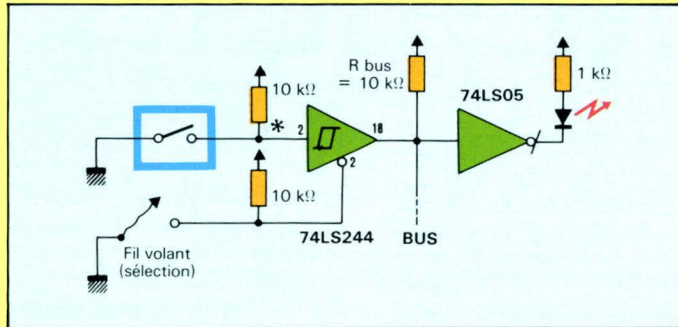 R bus
= 10 kΩ
74LS05
10 kΩ
1 kΩ
*
2
18
2
10 kΩ
74LS244
BUS
Fil volant
(sélection)